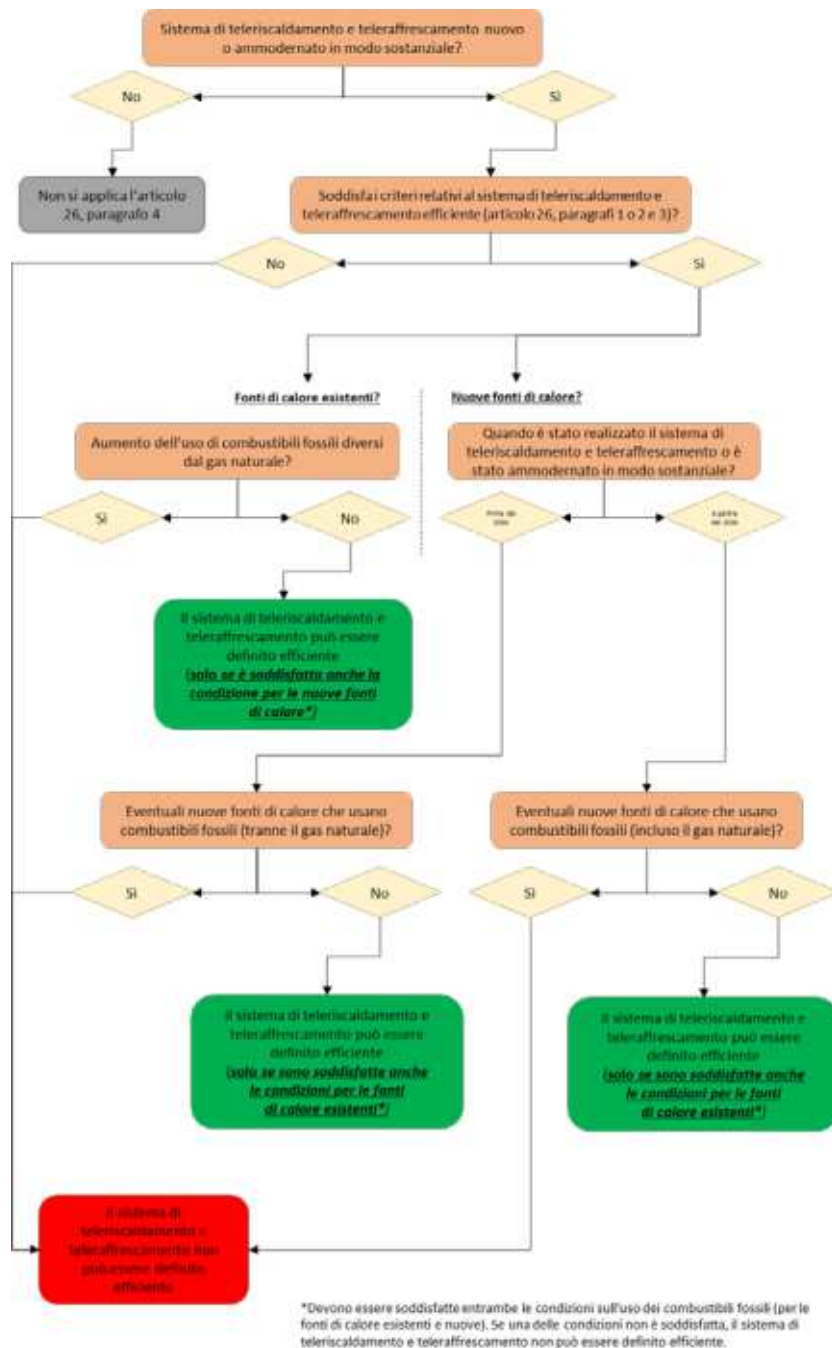 Sistema di teleriscaldamento e teleraffrescamento nuovo
o ammodernato in modo sostanziale?
No
Sì
Non si applica l'articolo
26, paragrafo 4
Soddisfa i criteri relativi al sistema di teleriscaldamento e
teleraffrescamento efficiente (articolo 26, paragrafi 1 o 2 e 3)?
No
Sì
Fonti di calore esistenti?
Nuove fonti di calore?
Aumento dell'uso di combustibili fossili diversi
dal gas naturale?
Quando è stato realizzato il sistema di
teleriscaldamento e teleraffrescamento o è
stato ammodernato in modo sostanziale?
Sì
No
Il sistema di teleriscaldamento e
teleraffrescamento può essere
definito efficiente
(solo se è soddisfatta anche la
condizione per le nuove fonti
di calore*)
Eventuali nuove fonti di calore che usano
combustibili fossili (tranne il gas naturale)?
Eventuali nuove fonti di calore che usano
combustibili fossili (incluso il gas naturale)?
Sì
No
Sì
No
Il sistema di teleriscaldamento e
teleraffrescamento può essere
definito efficiente
(solo se sono soddisfatte anche
le condizioni per le fonti
di calore esistenti*)
Il sistema di teleriscaldamento e
teleraffrescamento può essere
definito efficiente
(solo se sono soddisfatte anche
le condizioni per le fonti
di calore esistenti*)
Il sistema di
teleriscaldamento e
teleraffrescamento non
può essere definito
efficiente
*Devono essere soddisfatte entrambe le condizioni sull'uso dei combustibili fossili (per le
fonti di calore esistenti e nuove). Se una delle condizioni non è soddisfatta, il sistema di
teleriscaldamento e teleraffrescamento non può essere definito efficiente.